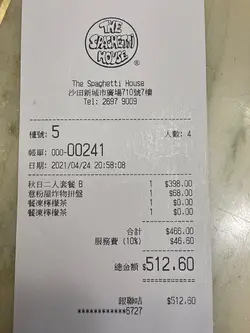 THE
SPAGHETTI
HOUSE
The Spaghetti House
沙田新城市廣場710號7樓
Tel: 2697 9009
檯號: 5 人數: 4
帳單: 000-00241
日期: 2021/04/24 20:58:08
秋日二人套餐 B 1 $398.00
意粉屋炸物拼盤 1 $68.00
餐凍檸檬茶 1 $0.00
餐凍檸檬茶 1 $0.00
合計 $466.00
服務費 (10%) $46.60
總金額 $512.60
銀聯咭 $512.60
************5727